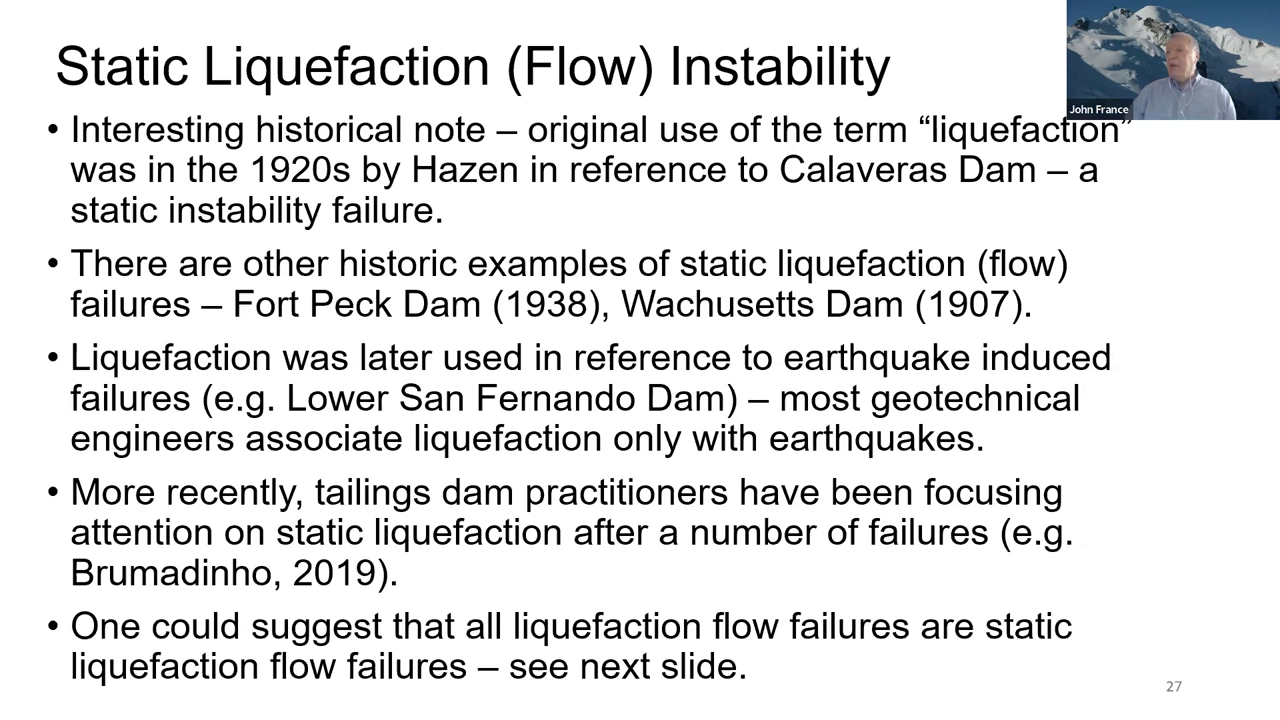 Static Liquefaction (Flow) Instability
John France
• Interesting historical note – original use of the term “liquefaction”
was in the 1920s by Hazen in reference to Calaveras Dam – a
static instability failure.
• There are other historic examples of static liquefaction (flow)
failures – Fort Peck Dam (1938), Wachusetts Dam (1907).
• Liquefaction was later used in reference to earthquake induced
failures (e.g. Lower San Fernando Dam) – most geotechnical
engineers associate liquefaction only with earthquakes.
• More recently, tailings dam practitioners have been focusing
attention on static liquefaction after a number of failures (e.g.
Brumadinho, 2019).
• One could suggest that all liquefaction flow failures are static
liquefaction flow failures – see next slide.
27